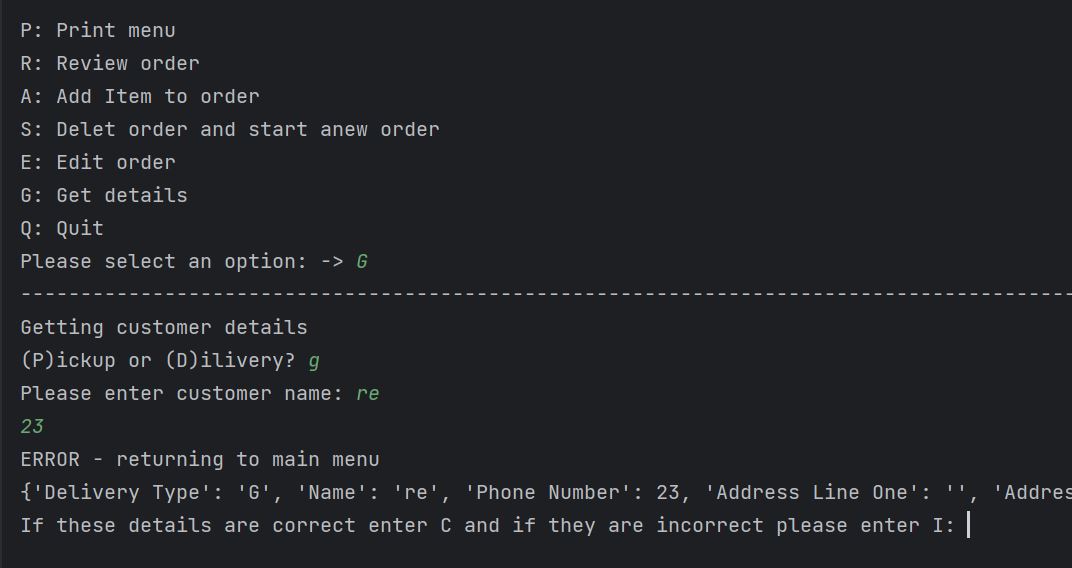 P: Print menu
R: Review order
A: Add Item to order
S: Delet order and start anew order
E: Edit order
G: Get details
Q: Quit
Please select an option: -> G
-----------------------------------------------------------------------------------------
Getting customer details
(P)ickup or (D)ilivery? g
Please enter customer name: re
23
ERROR - returning to main menu
{'Delivery Type': 'G', 'Name': 're', 'Phone Number': 23, 'Address Line One': '', 'Addres
If these details are correct enter C and if they are incorrect please enter I: